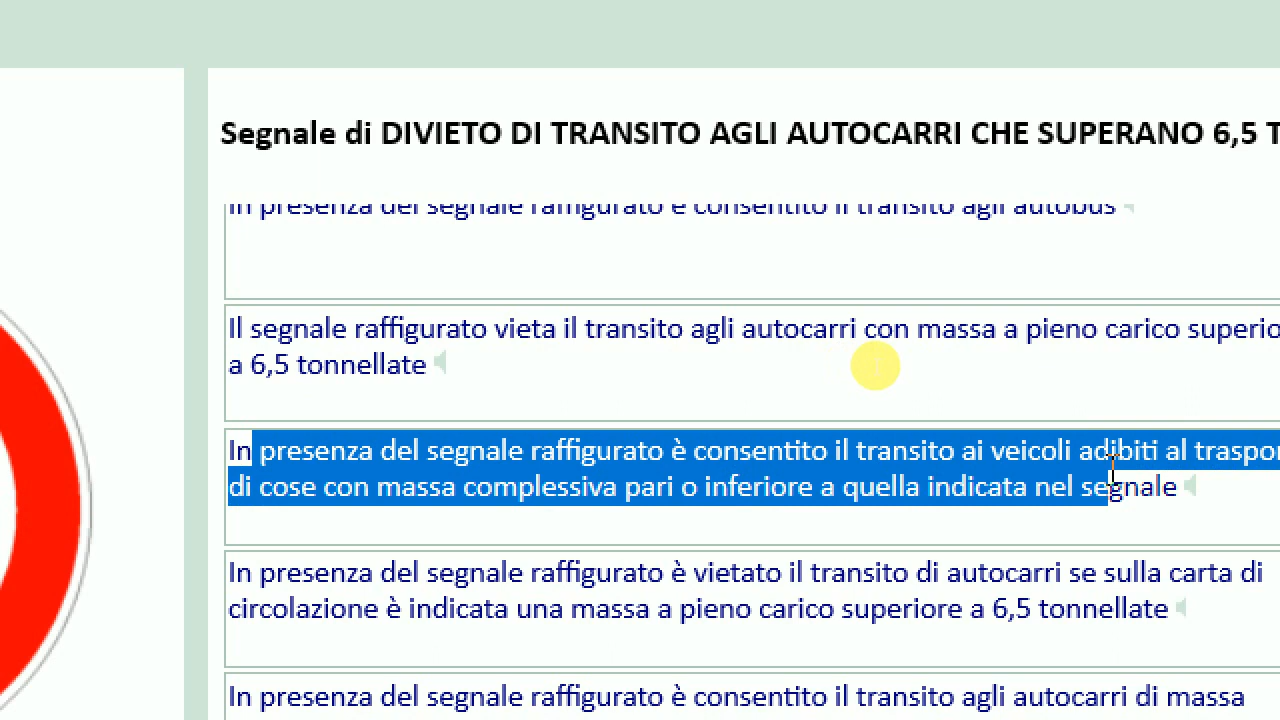 Segnale di DIVIETO DI TRANSITO AGLI AUTOCARRI CHE SUPERANO 6,5
In presenza del segnale raffigurato è consentito il transito agli autobus
Il segnale raffigurato vieta il transito agli autocarri con massa a pieno carico
a 6,5 tonnellate
In presenza del segnale raffigurato è consentito il transito ai veicoli adibiti al
di cose con massa complessiva pari o inferiore a quella indicata nel segnale
In presenza del segnale raffigurato è vietato il transito di autocarri se sulla carta di
circolazione è indicata una massa a pieno carico superiore a 6,5 tonnellate
In presenza del segnale raffigurato è consentito il transito agli autocarri di massa